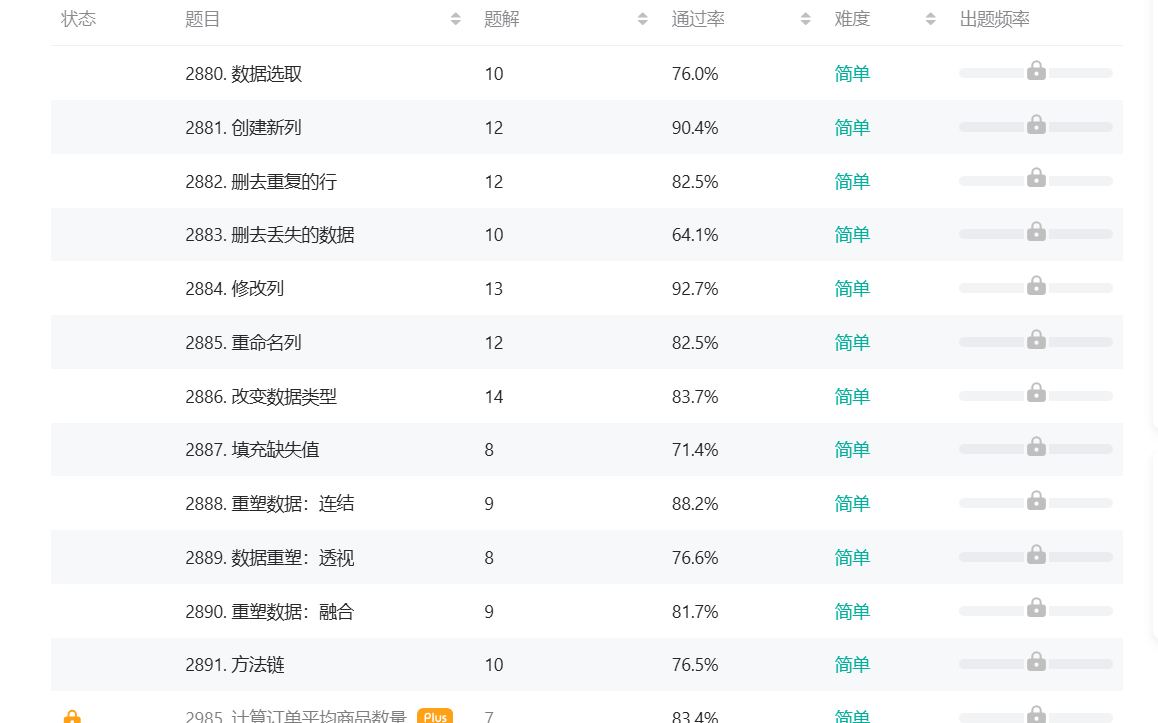 状态 题目 题解 通过率 难度 出题频率
2880. 数据选取 10 76.0% 简单
2881. 创建新列 12 90.4% 简单
2882. 删去重复的行 12 82.5% 简单
2883. 删去丢失的数据 10 64.1% 简单
2884. 修改列 13 92.7% 简单
2885. 重命名列 12 82.5% 简单
2886. 改变数据类型 14 83.7% 简单
2887. 填充缺失值 8 71.4% 简单
2888. 重塑数据：连结 9 88.2% 简单
2889. 数据重塑：透视 8 76.6% 简单
2890. 重塑数据：融合 9 81.7% 简单
2891. 方法链 10 76.5% 简单
2985. 计算订单平均商品数量 Plus 7 83.4% 简单